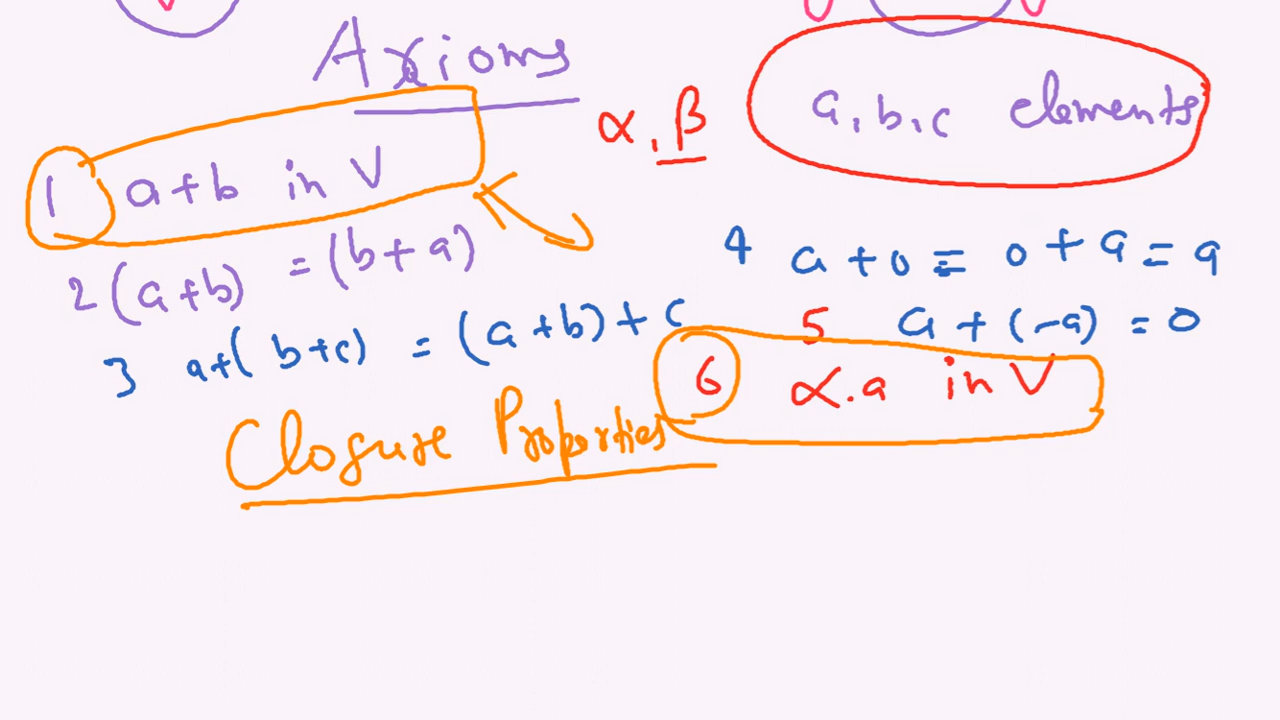 Axioms
α, β
a, b, c elements
1 a+b in V
2 (a+b) = (b+a)
3 a+(b+c) = (a+b)+c
4 a+0 = 0+a = a
5 a+(-a) = 0
6 α.a in V
Closure Properties